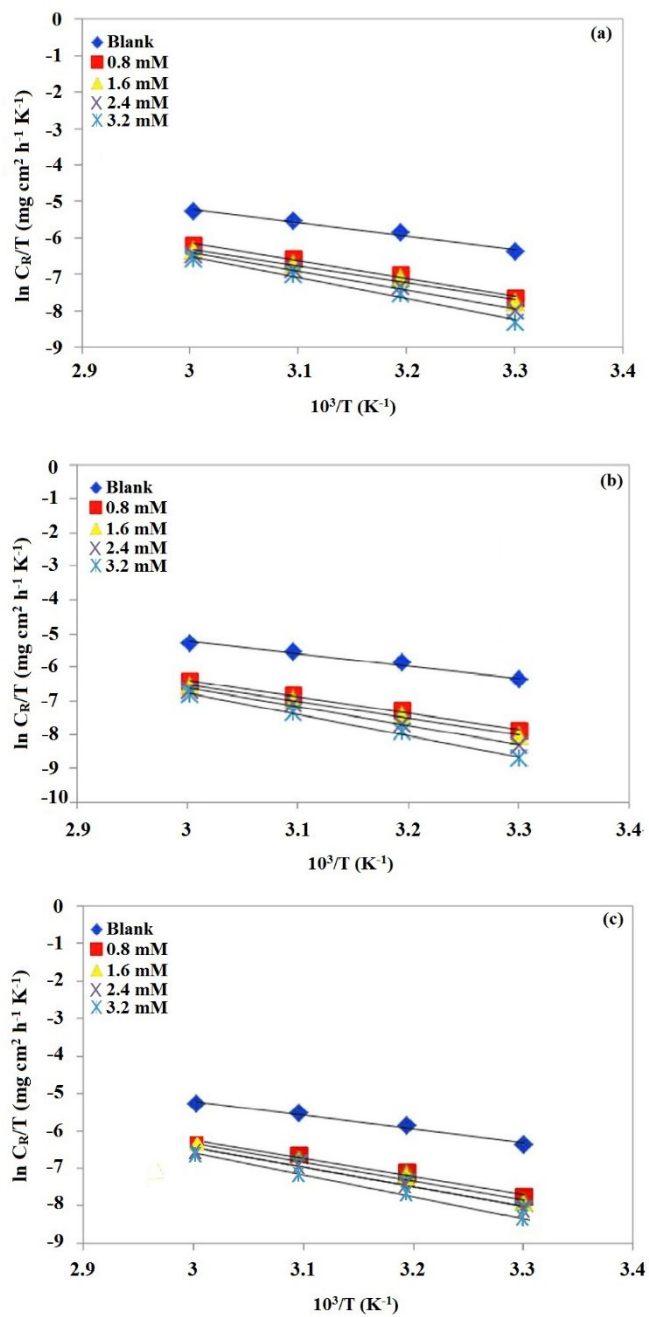 (a)
Blank
0.8 mM
1.6 mM
2.4 mM
3.2 mM
ln C_R/T (mg cm² h⁻¹ K⁻¹)
0
-1
-2
-3
-4
-5
-6
-7
-8
-9
2.9 3 3.1 3.2 3.3 3.4
10³/T (K⁻¹)
(b)
Blank
0.8 mM
1.6 mM
2.4 mM
3.2 mM
ln C_R/T (mg cm² h⁻¹ K⁻¹)
0
-1
-2
-3
-4
-5
-6
-7
-8
-9
-10
2.9 3 3.1 3.2 3.3 3.4
10³/T (K⁻¹)
(c)
Blank
0.8 mM
1.6 mM
2.4 mM
3.2 mM
ln C_R/T (mg cm² h⁻¹ K⁻¹)
0
-1
-2
-3
-4
-5
-6
-7
-8
-9
2.9 3 3.1 3.2 3.3 3.4
10³/T (K⁻¹)